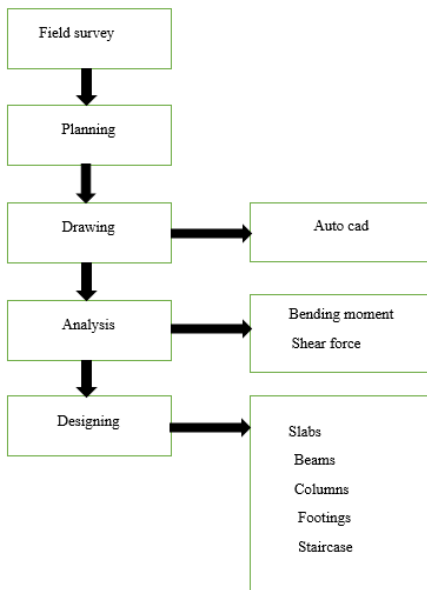 Field survey
Planning
Drawing
Auto cad
Analysis
Bending moment
Shear force
Designing
Slabs
Beams
Columns
Footings
Staircase